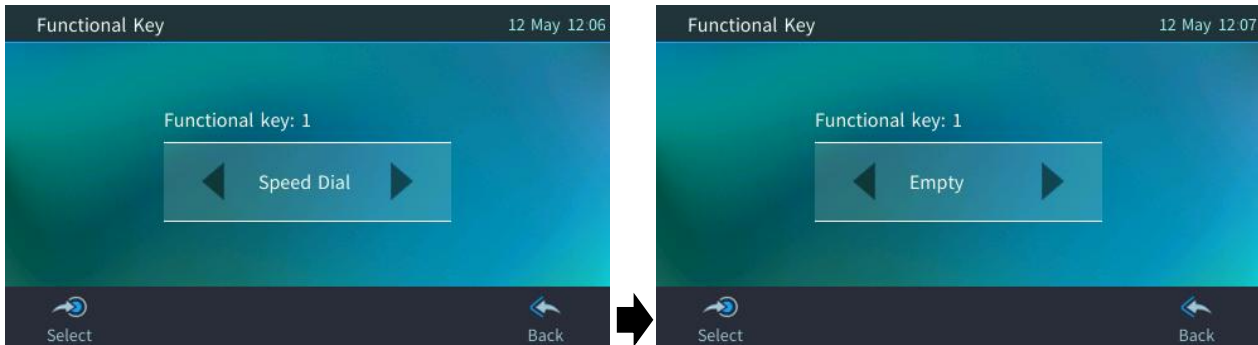 Functional Key 12 May 12:06
Functional key: 1
Speed Dial
Select Back
Functional Key 12 May 12:07
Functional key: 1
Empty
Select Back